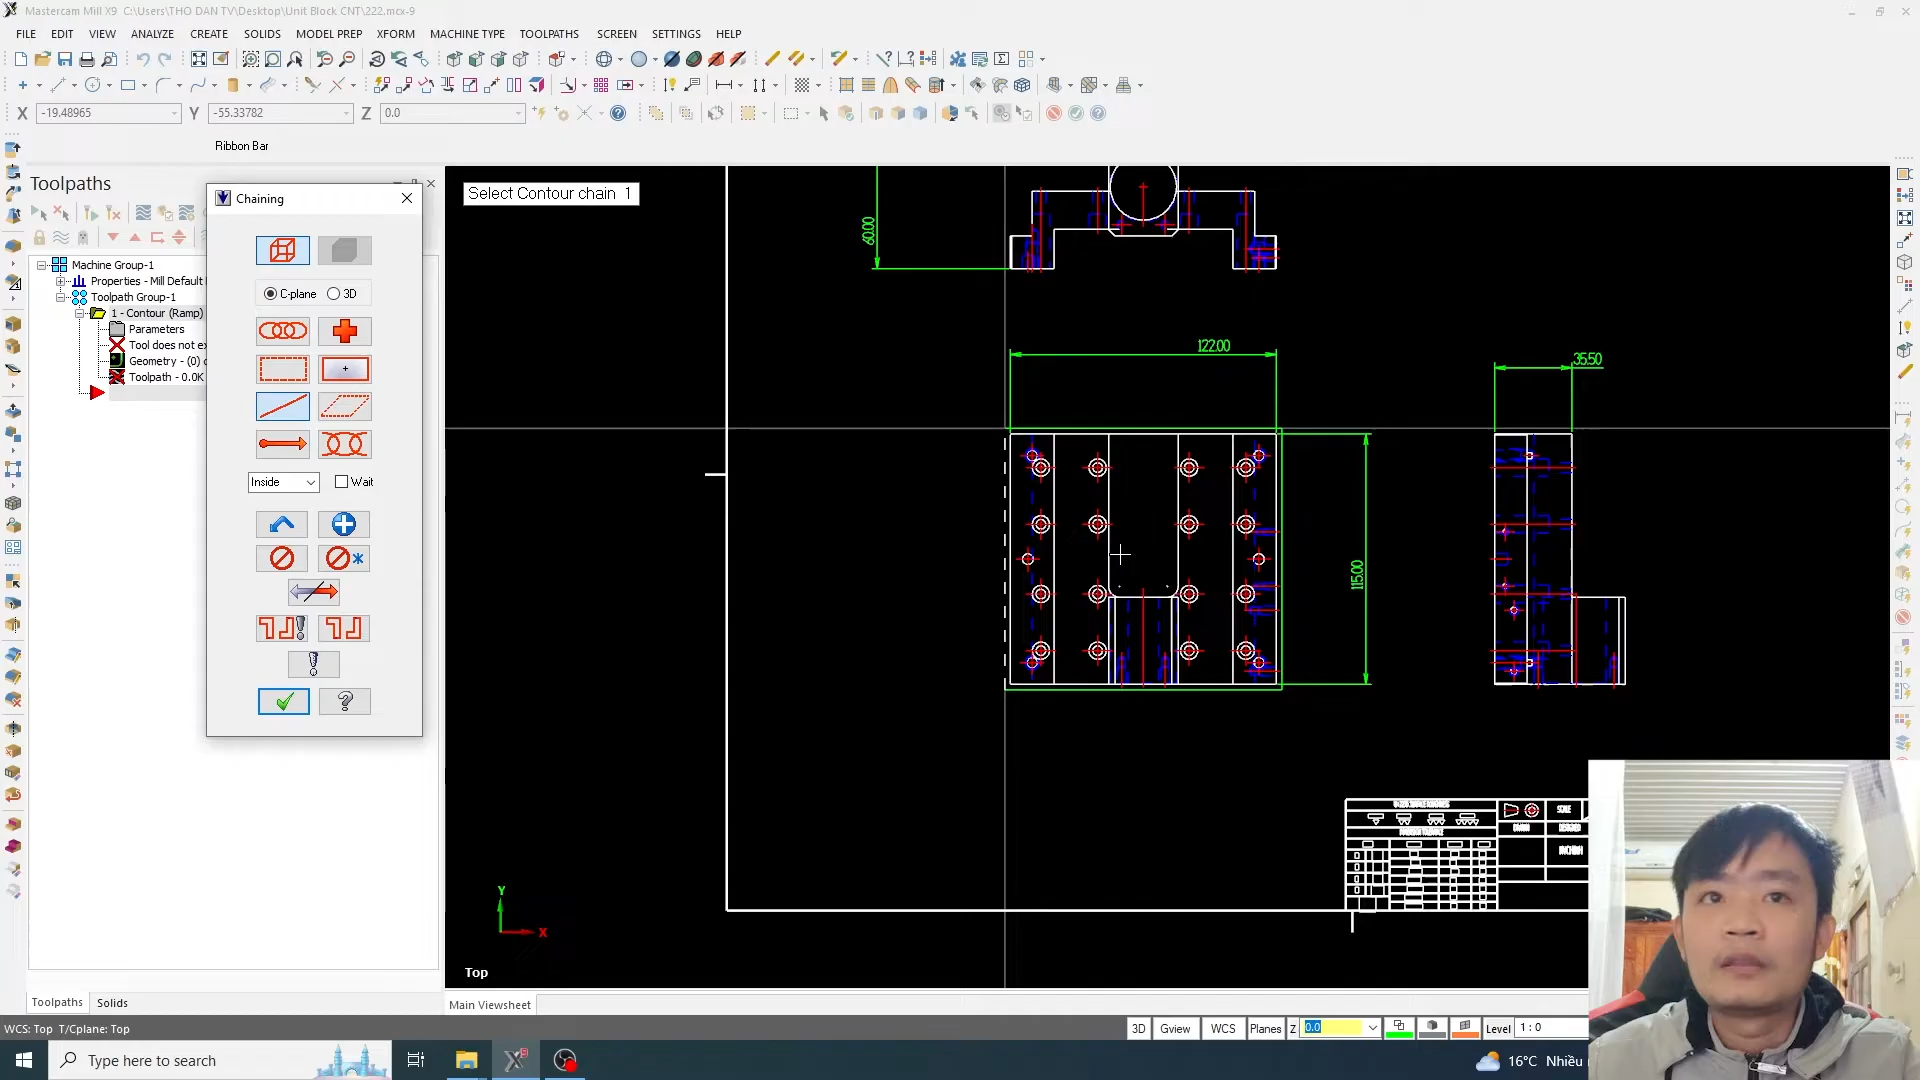 Mastercam Mill X9 C:\Users\THO DAN TV\Desktop\Unit Block CNT\222.mcx-9
FILE EDIT VIEW ANALYZE CREATE SOLIDS MODEL PREP XFORM MACHINE TYPE TOOLPATHS SCREEN SETTINGS HELP
X -19.48965 Y -55.33782 Z 0.0
Ribbon Bar
Toolpaths
Chaining
Select Contour chain 1
Machine Group-1
Properties - Mill Default
Toolpath Group-1
1 - Contour (Ramp)
Parameters
Tool does not ex
Geometry - (0)
Toolpath - 0.0K
C-plane 3D
Inside Wait
60.00
122.00
35.50
115.00
SCALE
Y
X
Top
Toolpaths Solids
Main Viewsheet
WCS: Top T/Cplane: Top
3D Gview WCS Planes Z 0.0 Level 1 : 0
Type here to search
16°C Nhiều